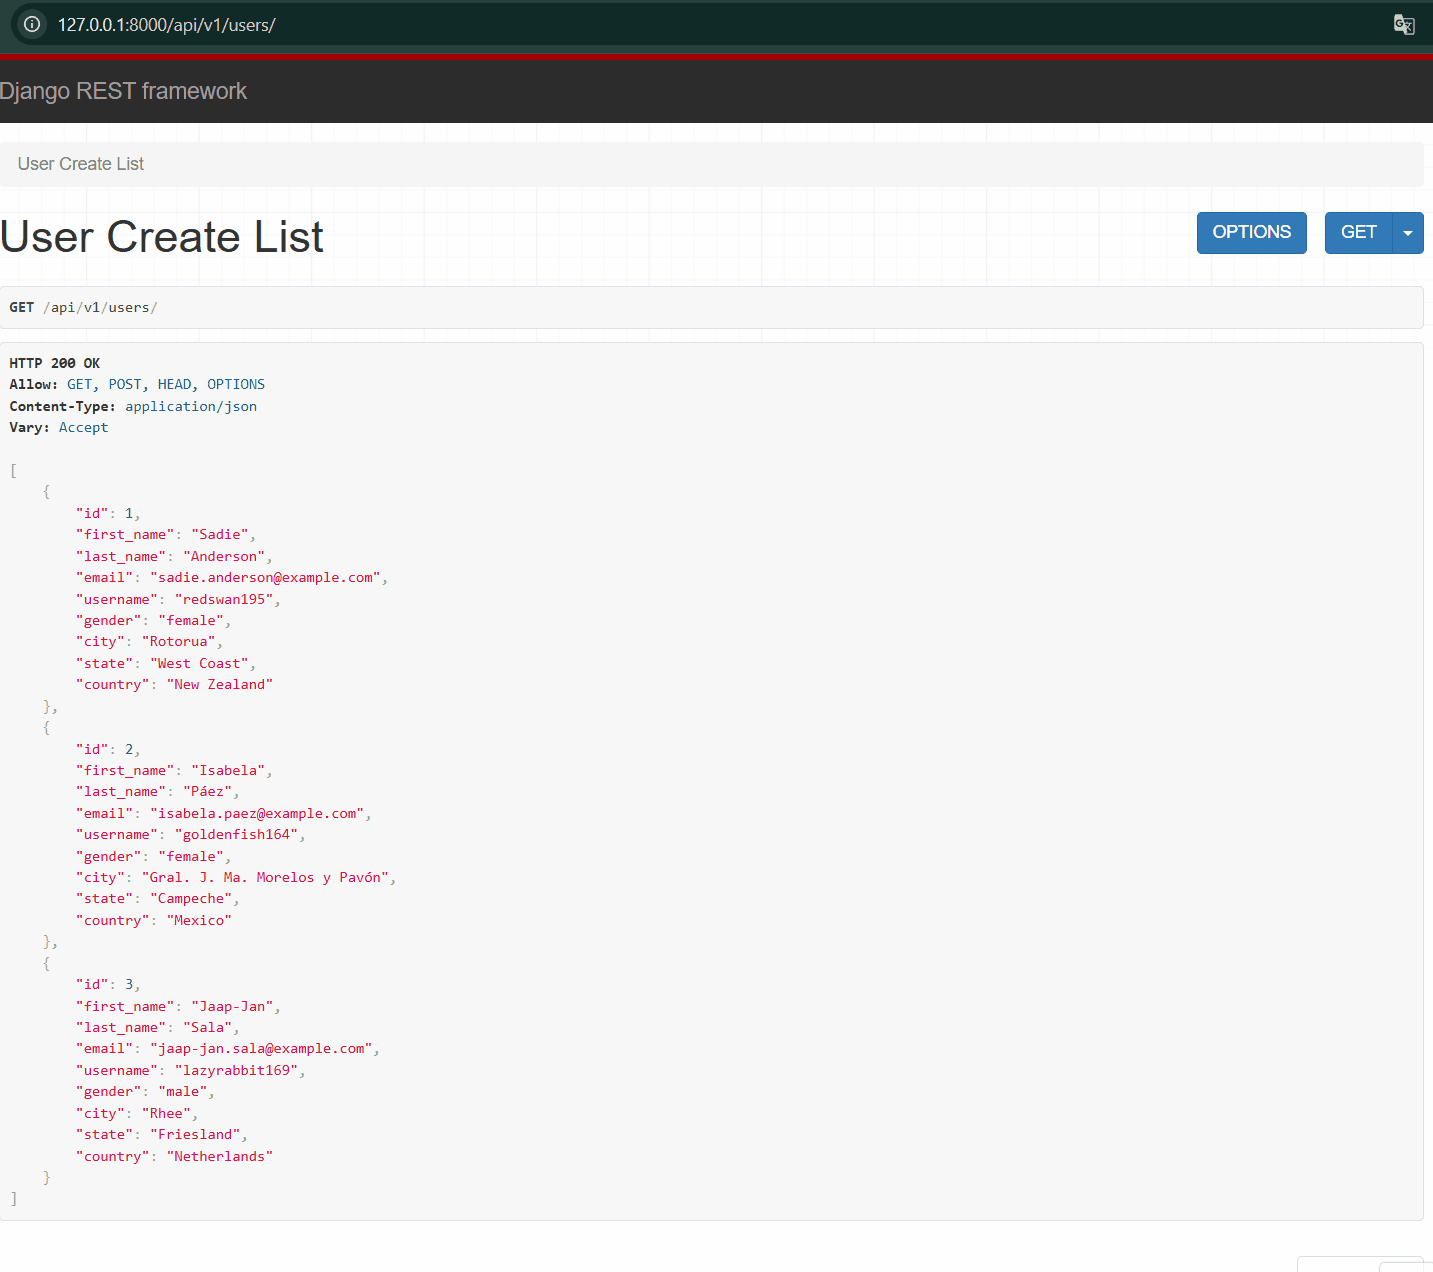 127.0.0.1:8000/api/v1/users/
Django REST framework
User Create List
User Create List
OPTIONS
GET
GET /api/v1/users/
HTTP 200 OK
Allow: GET, POST, HEAD, OPTIONS
Content-Type: application/json
Vary: Accept
[
    {
        "id": 1,
        "first_name": "Sadie",
        "last_name": "Anderson",
        "email": "sadie.anderson@example.com",
        "username": "redswan195",
        "gender": "female",
        "city": "Rotorua",
        "state": "West Coast",
        "country": "New Zealand"
    },
    {
        "id": 2,
        "first_name": "Isabela",
        "last_name": "Páez",
        "email": "isabela.paez@example.com",
        "username": "goldenfish164",
        "gender": "female",
        "city": "Gral. J. Ma. Morelos y Pavón",
        "state": "Campeche",
        "country": "Mexico"
    },
    {
        "id": 3,
        "first_name": "Jaap-Jan",
        "last_name": "Sala",
        "email": "jaap-jan.sala@example.com",
        "username": "lazyrabbit169",
        "gender": "male",
        "city": "Rhee",
        "state": "Friesland",
        "country": "Netherlands"
    }
]